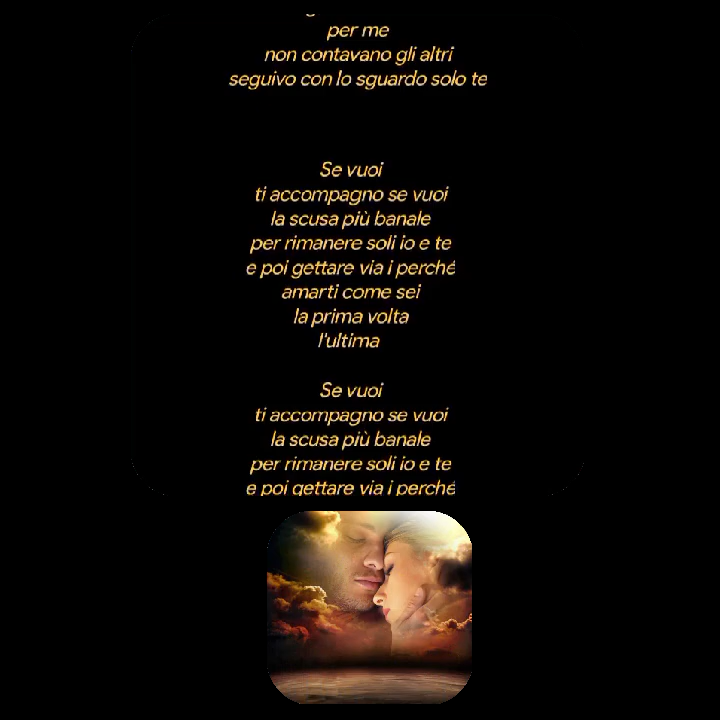 per me
non contavano gli altri
seguivo con lo sguardo solo te
Se vuoi
ti accompagno se vuoi
la scusa più banale
per rimanere soli io e te
e poi gettare via i perché
amarti come sei
la prima volta
l'ultima
Se vuoi
ti accompagno se vuoi
la scusa più banale
per rimanere soli io e te
e poi gettare via i perché